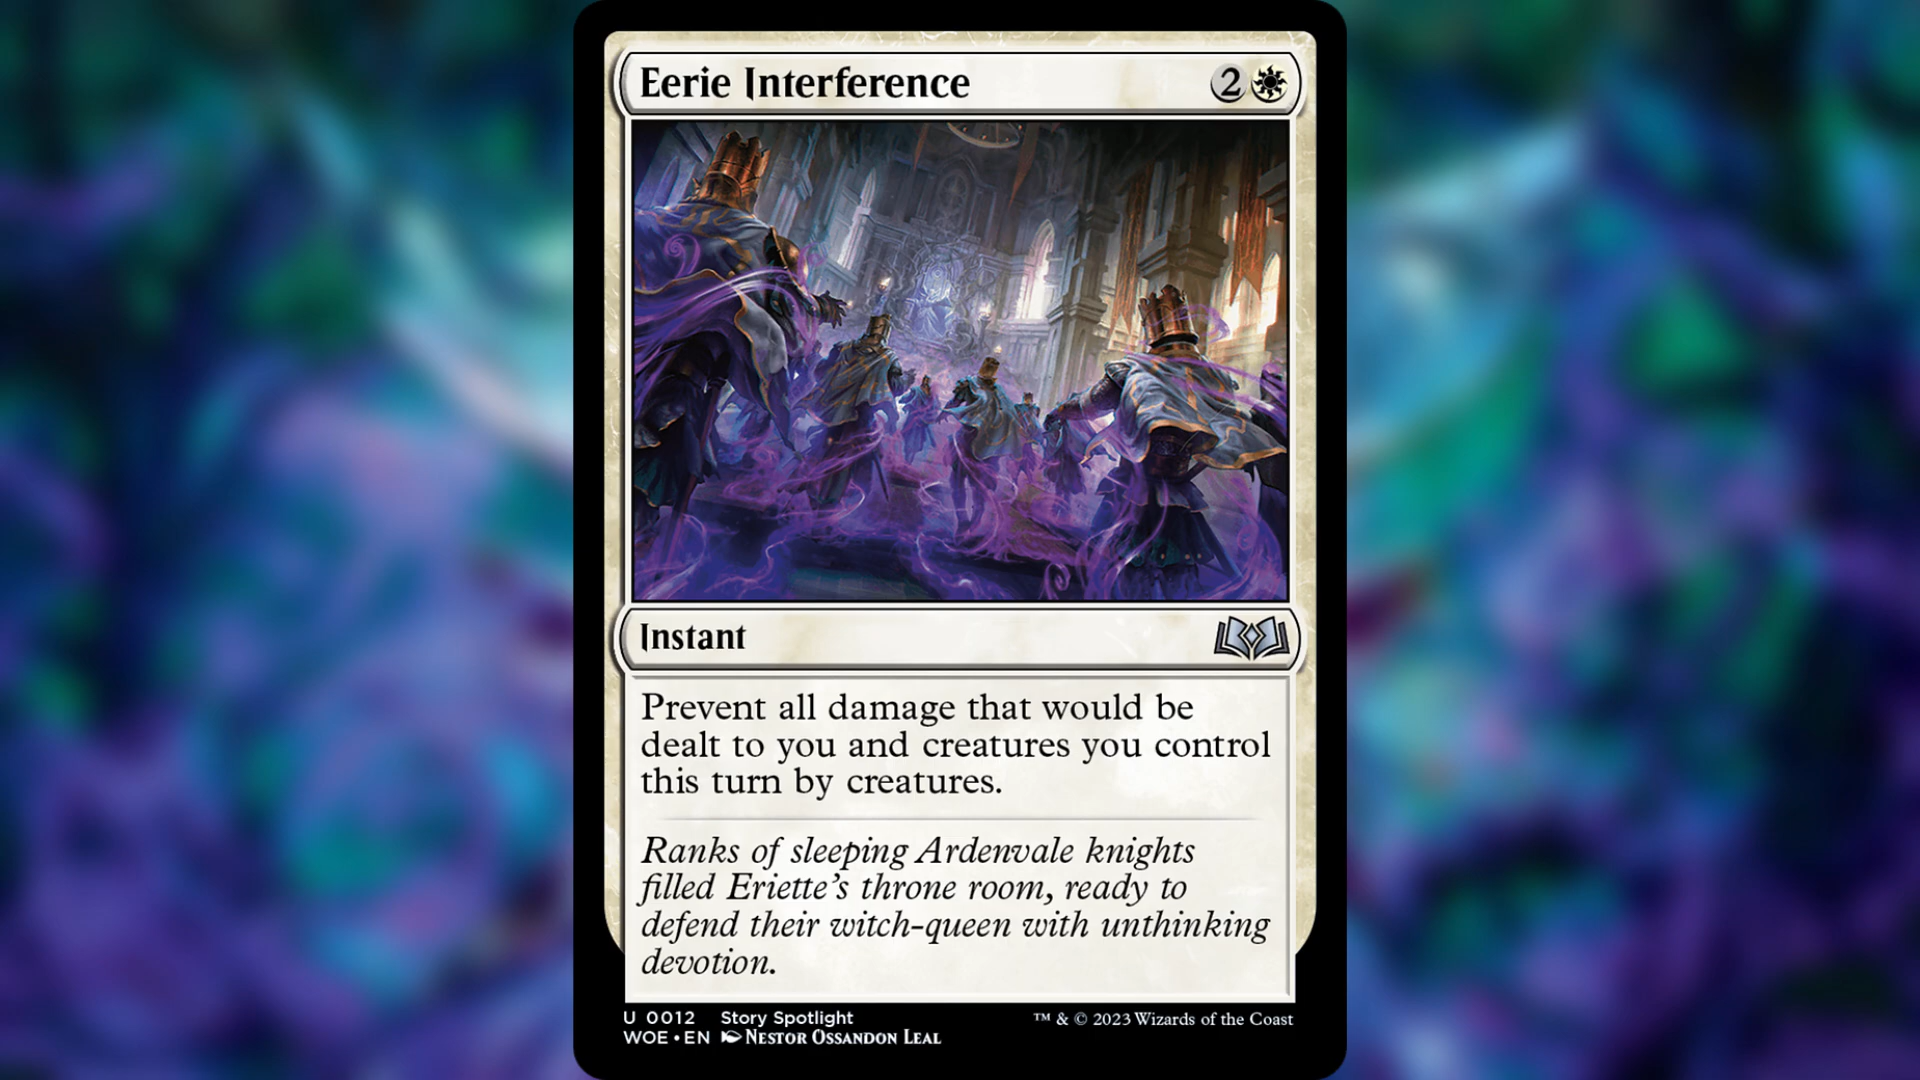 Eerie Interference
2
Instant
Prevent all damage that would be
dealt to you and creatures you control
this turn by creatures.
Ranks of sleeping Ardenvale knights
filled Eriette’s throne room, ready to
defend their witch-queen with unthinking
devotion.
U 0012 Story Spotlight
WOE • EN Nestor Ossandon Leal
™ & © 2023 Wizards of the Coast